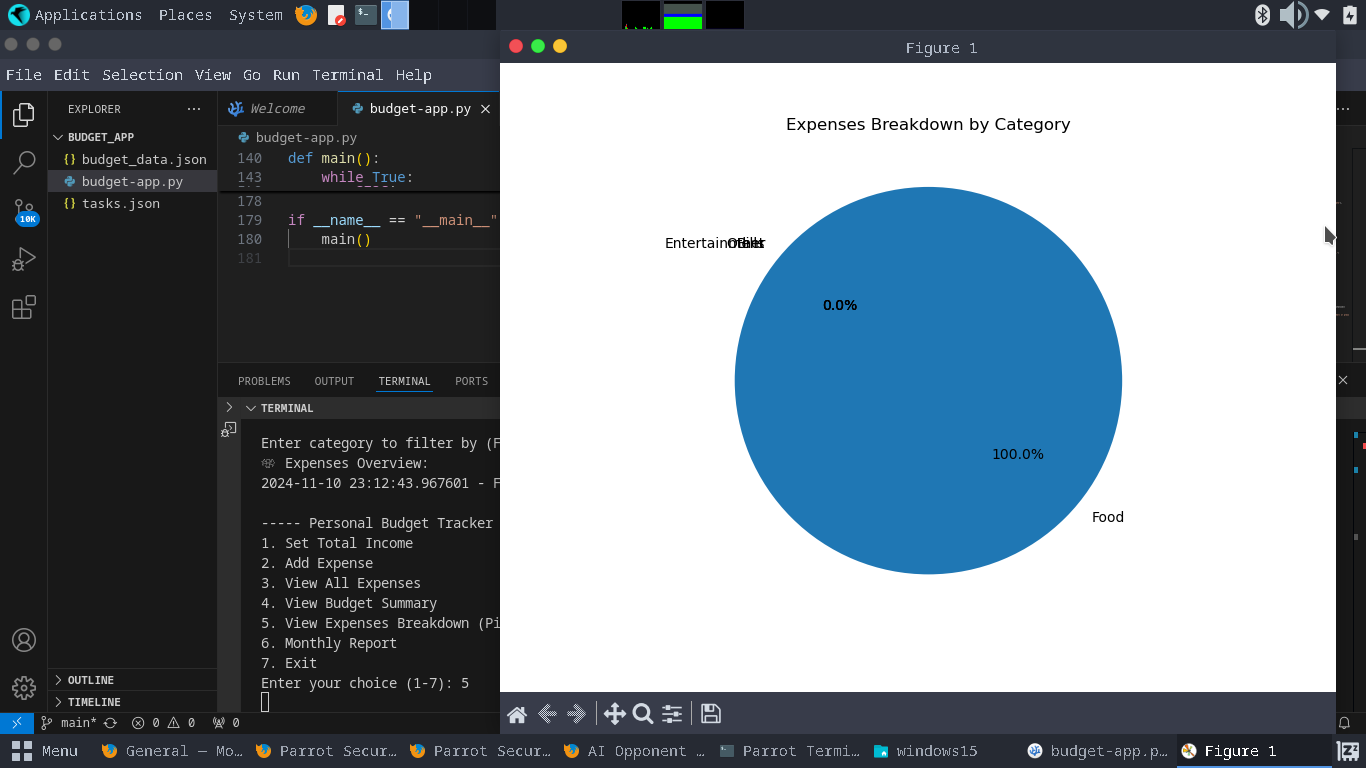 Applications Places System
Figure 1
File Edit Selection View Go Run Terminal Help
EXPLORER
Welcome
budget-app.py
BUDGET_APP
budget_data.json
budget-app.py
tasks.json
10K
budget-app.py
140 def main():
143 while True:
178
179 if __name__ == "__main__"
180 main()
181
PROBLEMS OUTPUT TERMINAL PORTS
TERMINAL
Enter category to filter by (F
Expenses Overview:
2024-11-10 23:12:43.967601 - F
----- Personal Budget Tracker
1. Set Total Income
2. Add Expense
3. View All Expenses
4. View Budget Summary
5. View Expenses Breakdown (Pi
6. Monthly Report
7. Exit
Enter your choice (1-7): 5
Expenses Breakdown by Category
0.0%
100.0%
Food
OUTLINE
TIMELINE
main* 0 0 0
Menu General — Mo... Parrot Secur... Parrot Secur... AI Opponent ... Parrot Termi... windows15 budget-app.p... Figure 1